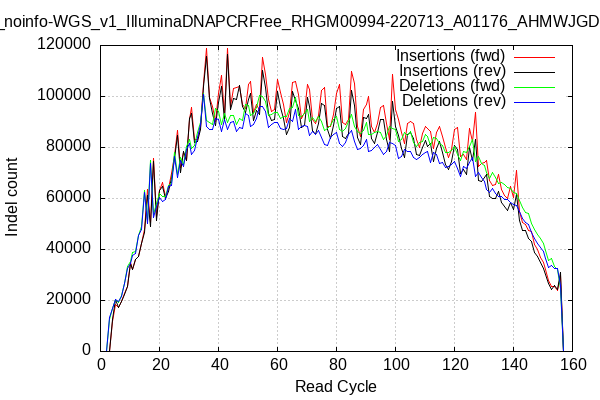 _noinfo-WGS_v1_IlluminaDNAPCRFree_RHGM00994-220713_A01176_AHMWJGD
120000
100000
80000
60000
40000
20000
0
Indel count
Insertions (fwd)
Insertions (rev)
Deletions (fwd)
Deletions (rev)
0 20 40 60 80 100 120 140 160
Read Cycle